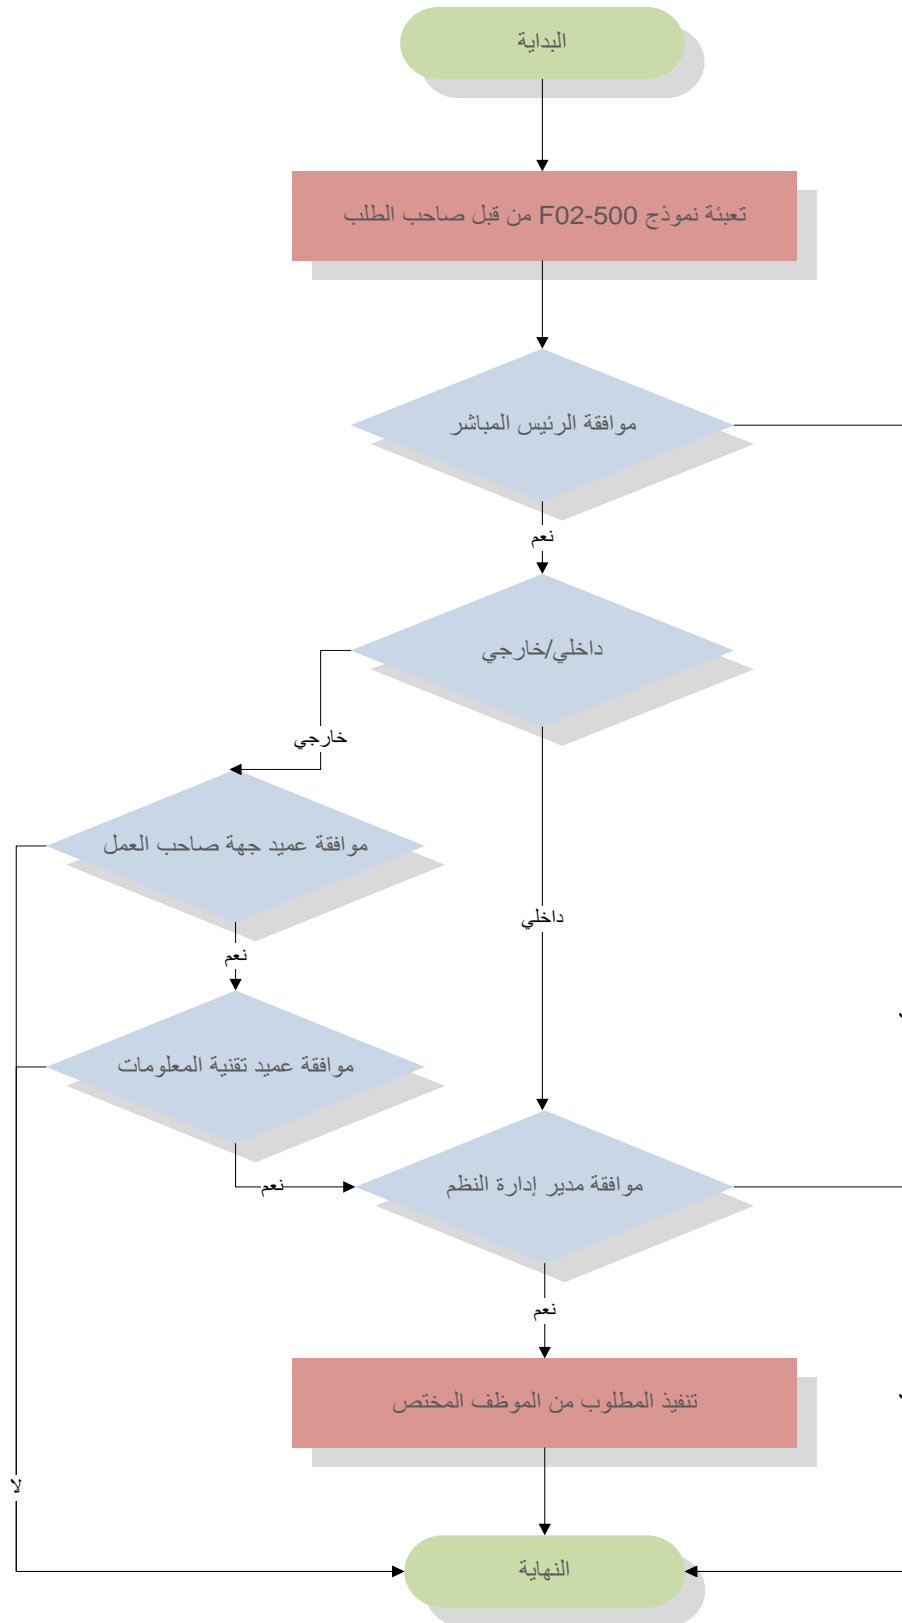 البداية
تعبئة نموذج F02-500 من قبل صاحب الطلب
موافقة الرئيس المباشر
نعم
داخلي/خارجي
خارجي
موافقة عميد جهة صاحب العمل
داخلي
نعم
موافقة عميد تقنية المعلومات
موافقة مدير إدارة النظم
نعم
نعم
تنفيذ المطلوب من الموظف المختص
لا
النهاية